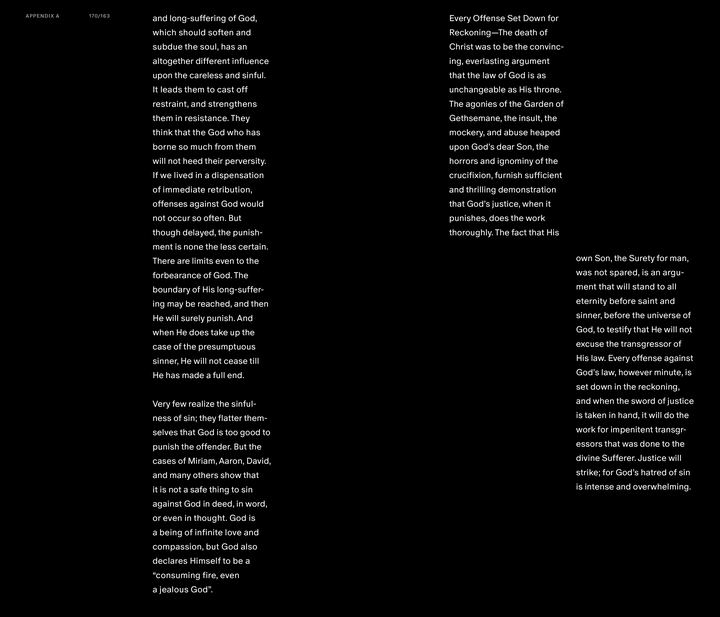 APPENDIX A 170/163
and long-suffering of God,
which should soften and
subdue the soul, has an
altogether different influence
upon the careless and sinful.
It leads them to cast off
restraint, and strengthens
them in resistance. They
think that the God who has
borne so much from them
will not heed their perversity.
If we lived in a dispensation
of immediate retribution,
offenses against God would
not occur so often. But
though delayed, the punish-
ment is none the less certain.
There are limits even to the
forbearance of God. The
boundary of His long-suffer-
ing may be reached, and then
He will surely punish. And
when He does take up the
case of the presumptuous
sinner, He will not cease till
He has made a full end.
Very few realize the sinful-
ness of sin; they flatter them-
selves that God is too good to
punish the offender. But the
cases of Miriam, Aaron, David,
and many others show that
it is not a safe thing to sin
against God in deed, in word,
or even in thought. God is
a being of infinite love and
compassion, but God also
declares Himself to be a
“consuming fire, even
a jealous God”.
Every Offense Set Down for
Reckoning—The death of
Christ was to be the convinc-
ing, everlasting argument
that the law of God is as
unchangeable as His throne.
The agonies of the Garden of
Gethsemane, the insult, the
mockery, and abuse heaped
upon God's dear Son, the
horrors and ignominy of the
crucifixion, furnish sufficient
and thrilling demonstration
that God's justice, when it
punishes, does the work
thoroughly. The fact that His
own Son, the Surety for man,
was not spared, is an argu-
ment that will stand to all
eternity before saint and
sinner, before the universe of
God, to testify that He will not
excuse the transgressor of
His law. Every offense against
God's law, however minute, is
set down in the reckoning,
and when the sword of justice
is taken in hand, it will do the
work for impenitent transgr-
essors that was done to the
divine Sufferer. Justice will
strike; for God's hatred of sin
is intense and overwhelming.